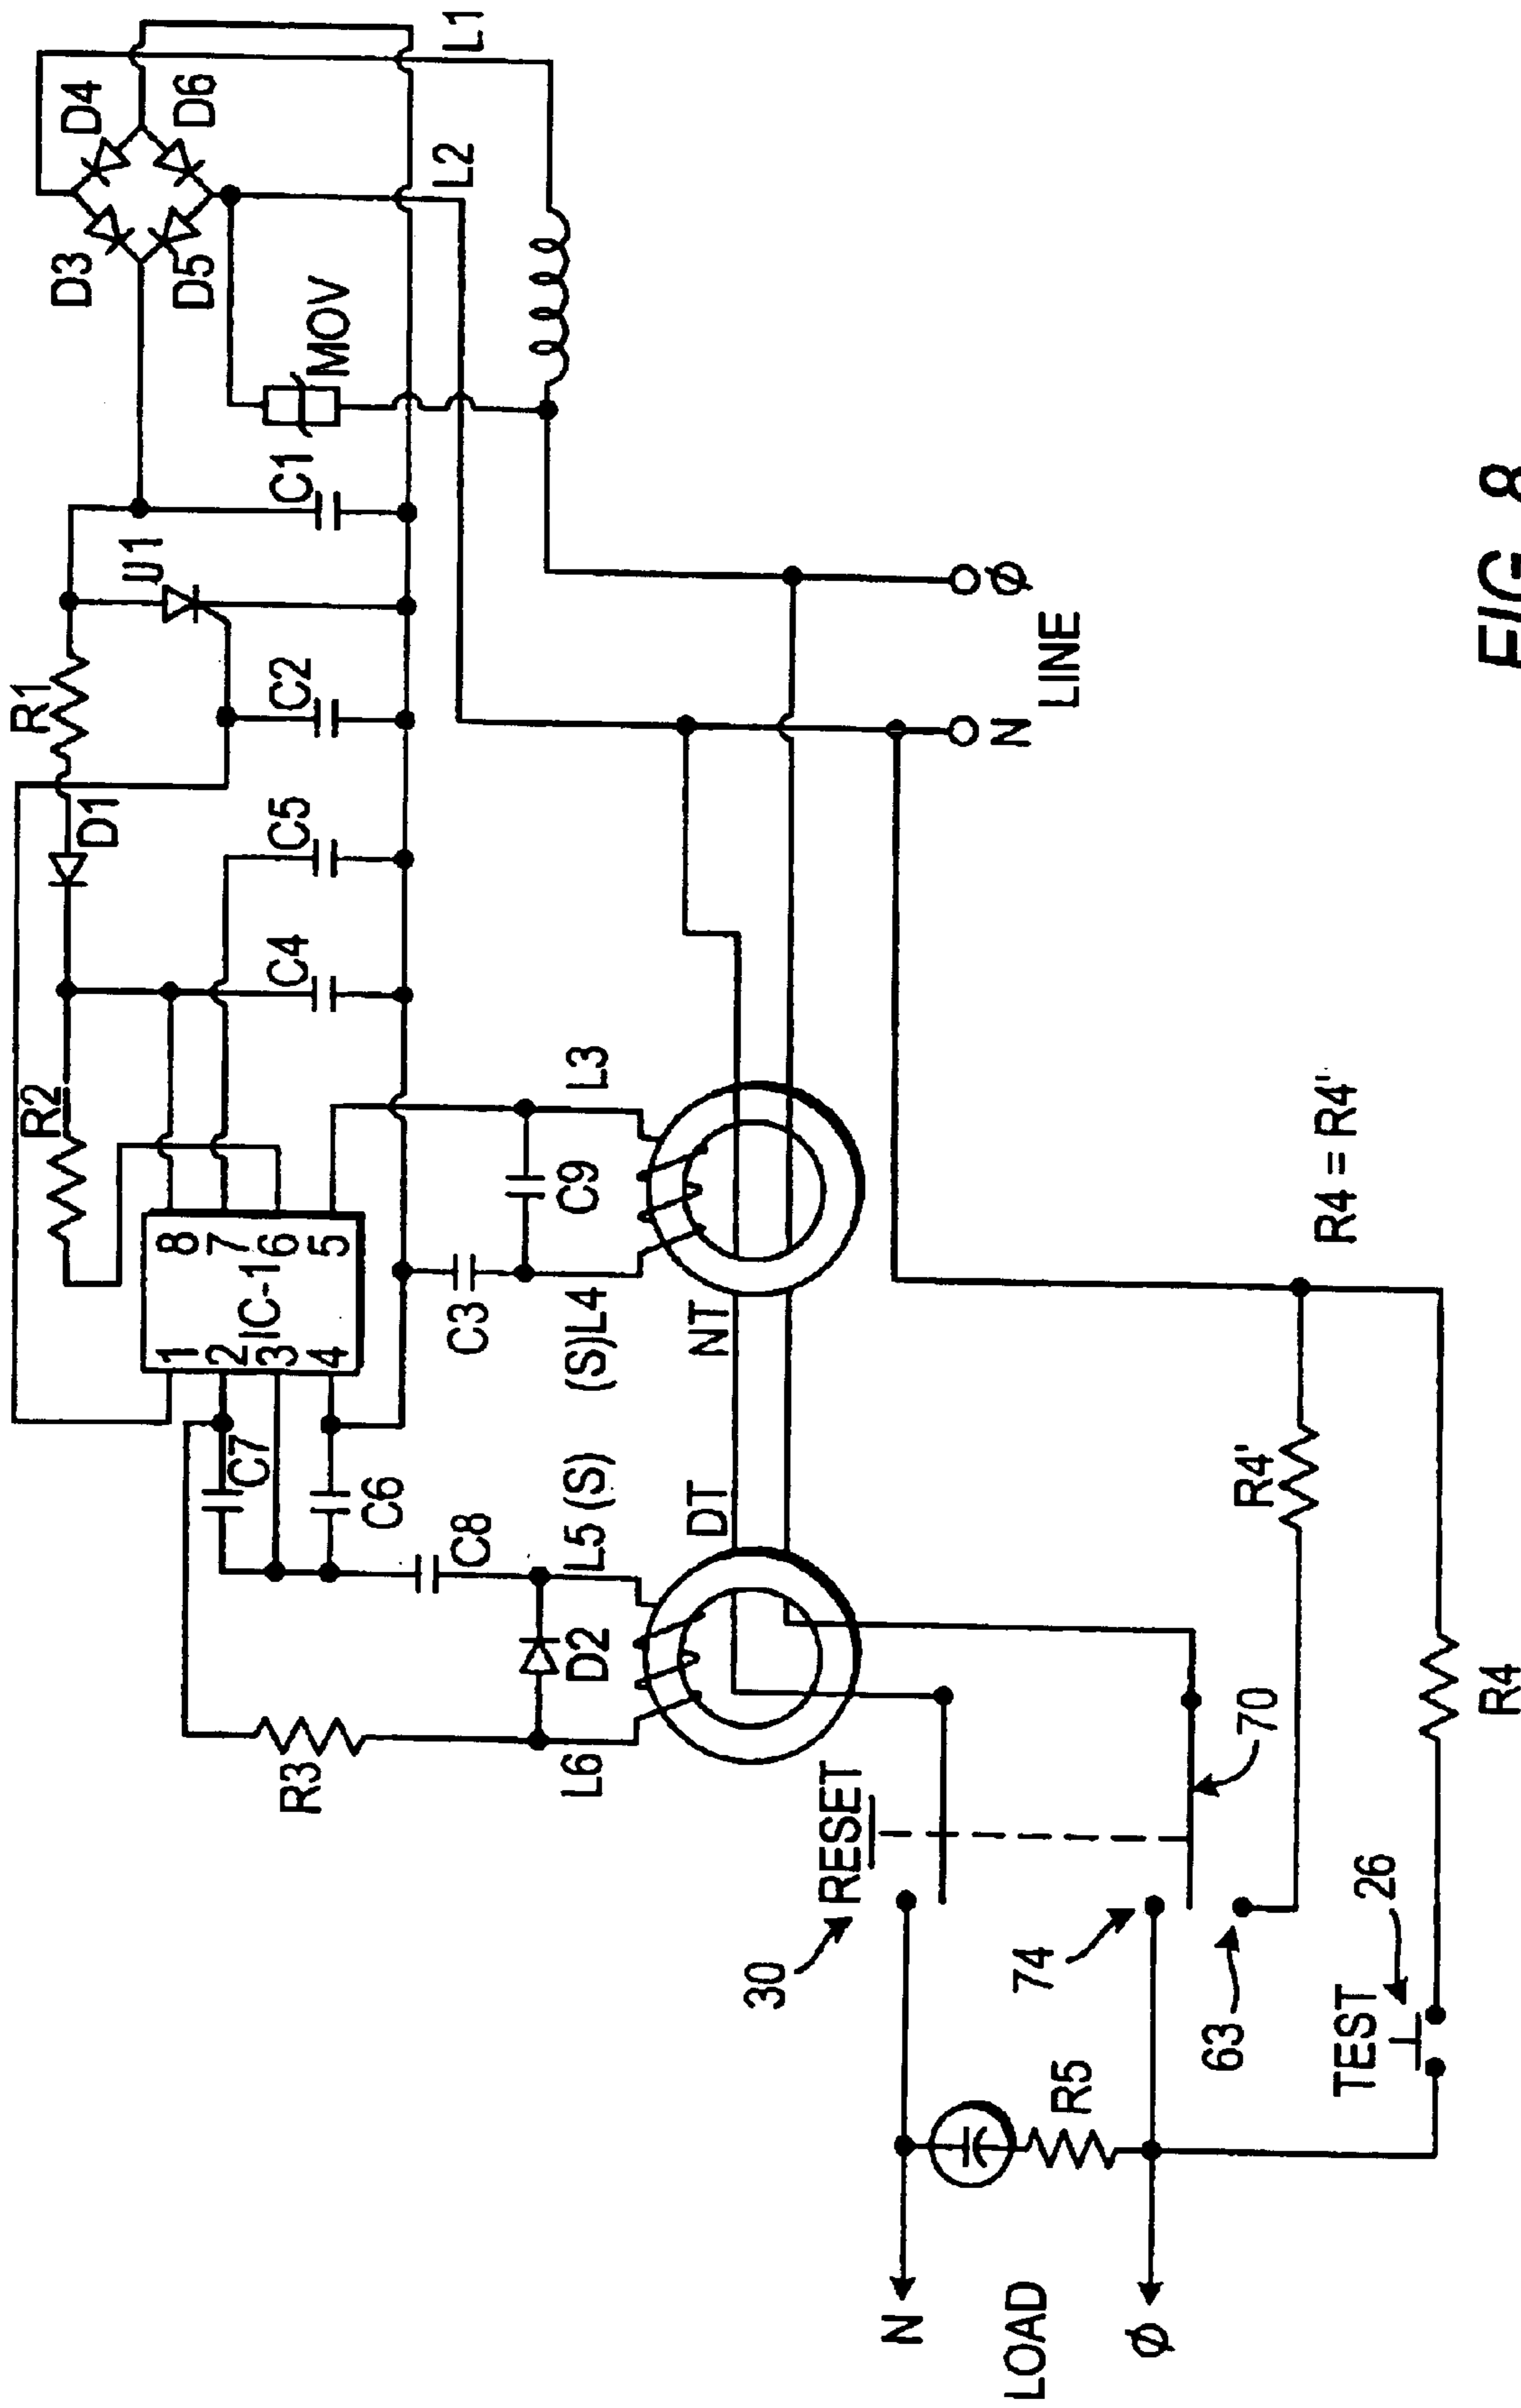 R2
R1
D1
D3
D4
D5
D6
U1
1
2
3
4
IC-1
8
7
6
5
C7
C6
C8
C4
C5
C2
C1
MOV
L2
L1
R3
D2
L6
L5 (S)
C3
C9
(S)L4
L3
DT
NT
RESET
30
70
74
63
N
LOAD
Ø
R5
TEST
26
R4'
R4
R4 = R4'
N
LINE
Ø
FIG. 8